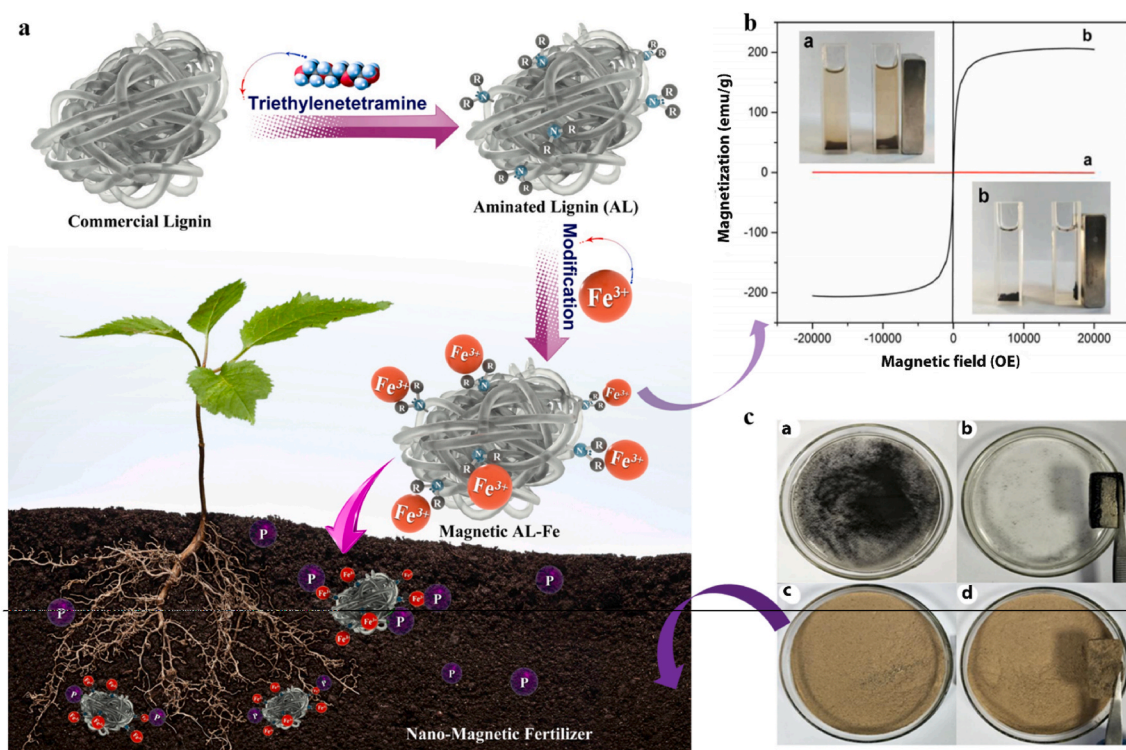 a
Triethylenetetramine
R
R
N
R
R
N
R
R
N
R
R
N
R
N
R
R
N
R
Commercial Lignin
Aminated Lignin (AL)
Modification
Fe3+
Fe3+
Fe3+
Fe3+
Fe3+
Fe3+
Fe3+
R
R
N
R
R
N
R
R
N
R
N
R
R
N
R
R
N
R
Magnetic AL-Fe
P
P
P
P
P
P
P
P
P
P
P
P
Nano-Magnetic Fertilizer
b
Magnetization (emu/g)
200
100
0
-100
-200
a
b
a
b
-20000 -10000 0 10000 20000
Magnetic field (OE)
c
a b
c d